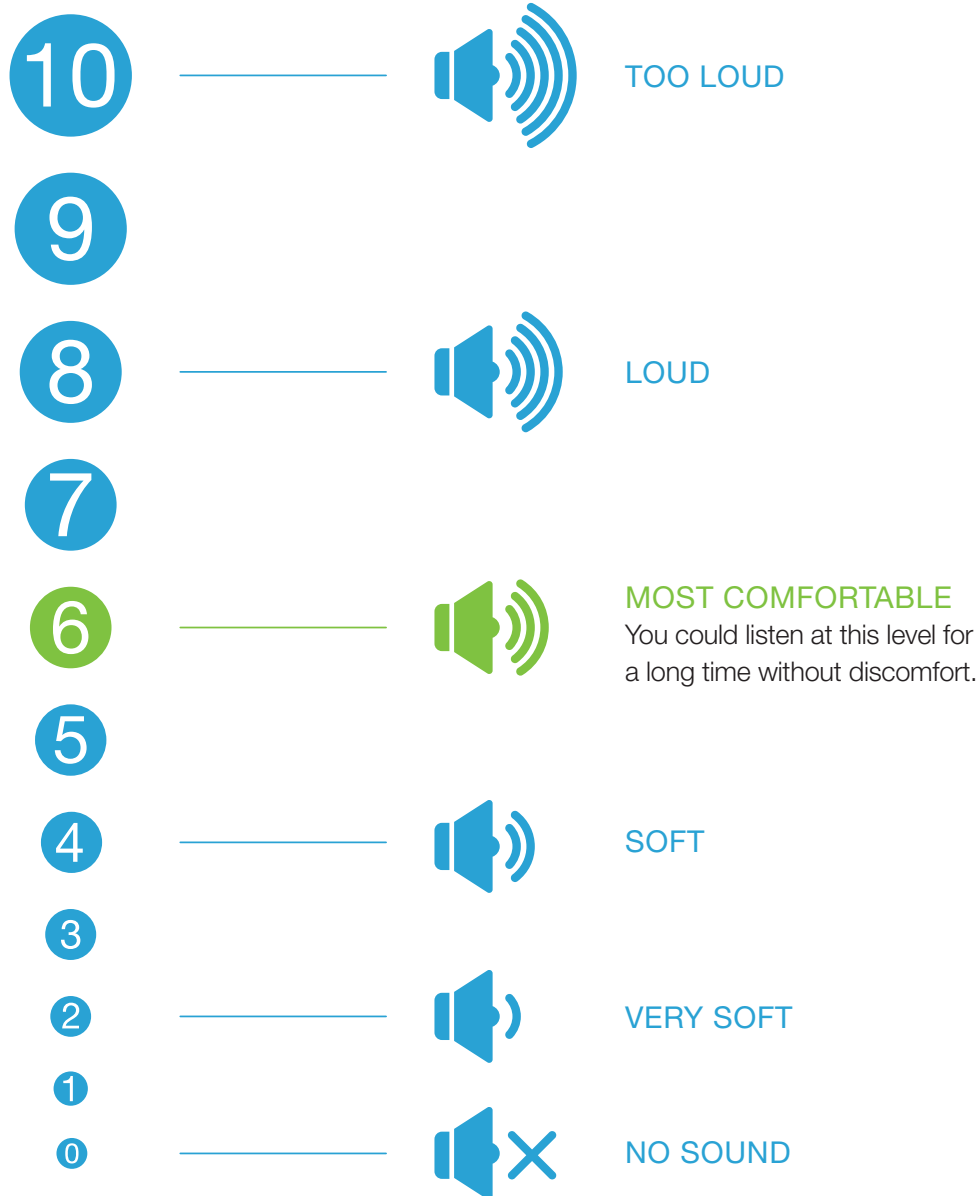 10 TOO LOUD
9
8 LOUD
7
6 MOST COMFORTABLE
You could listen at this level for
a long time without discomfort.
5
4 SOFT
3
2 VERY SOFT
1
0 NO SOUND